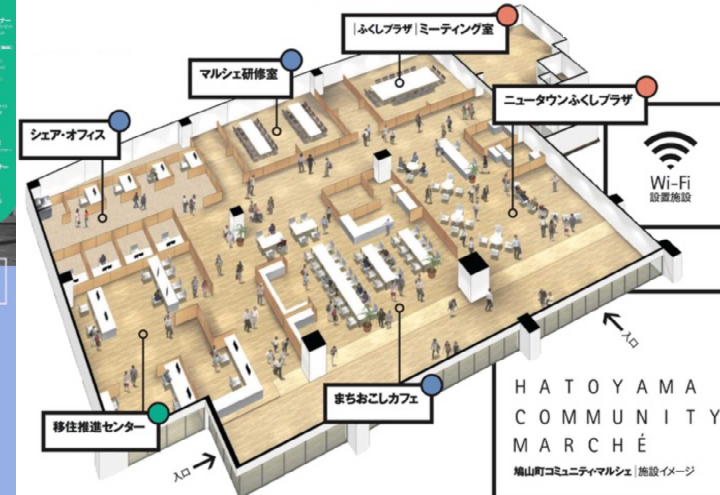 |ふくしプラザ|ミーティング室
マルシェ研修室
ニュータウンふくしプラザ
シェア・オフィス
Wi-Fi
設置施設
入口
まちおこしカフェ
移住推進センター
入口
HATOYAMA
COMMUNITY
MARCHÉ
鳩山町コミュニティ・マルシェ|施設イメージ